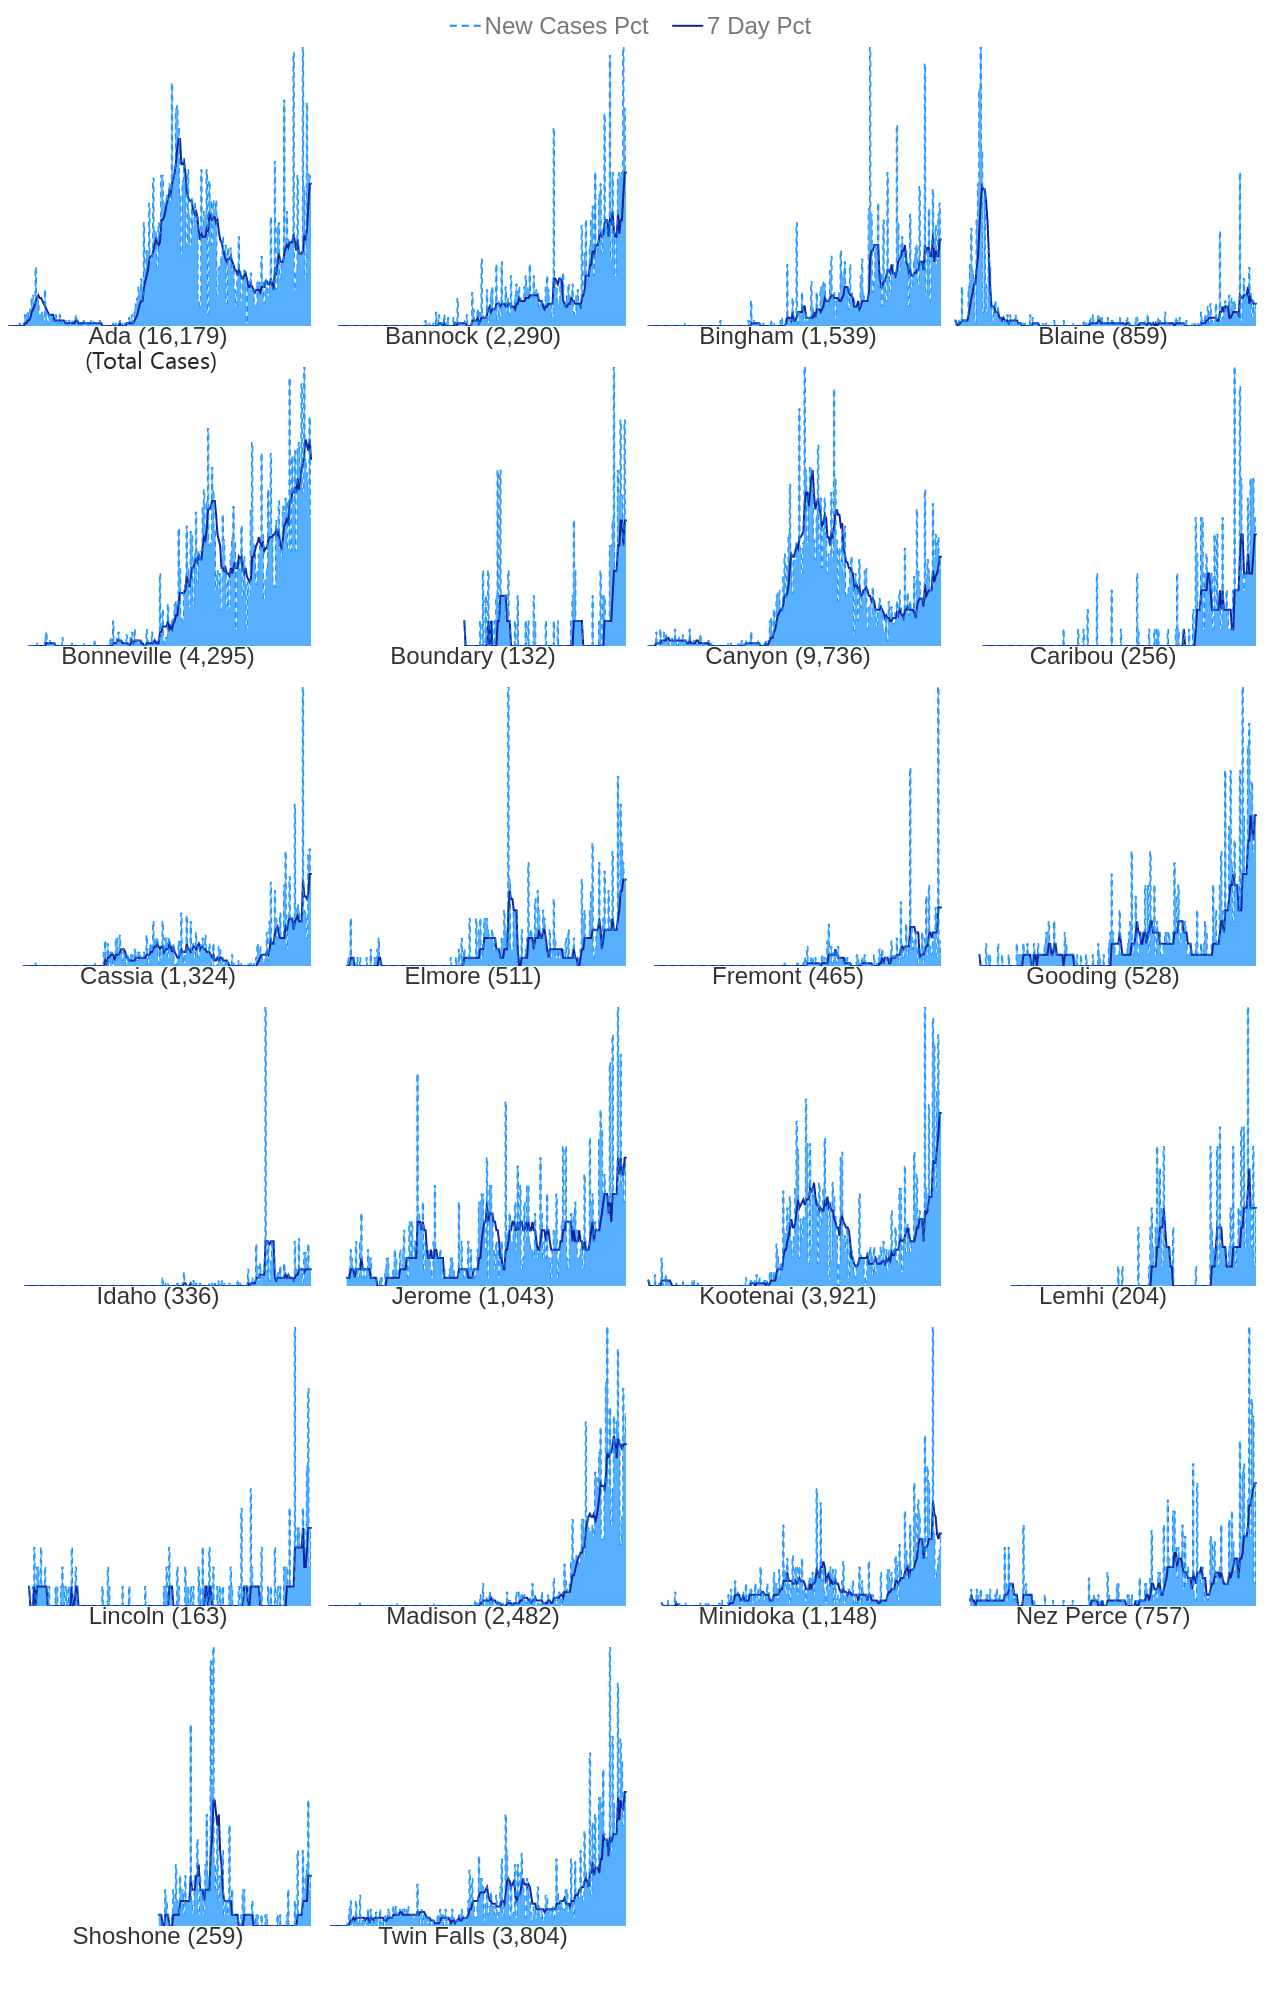 New Cases Pct 7 Day Pct
Ada (16,179) Bannock (2,290) Bingham (1,539) Blaine (859)
(Total Cases)
Bonneville (4,295) Boundary (132) Canyon (9,736) Caribou (256)
Cassia (1,324) Elmore (511) Fremont (465) Gooding (528)
Idaho (336) Jerome (1,043) Kootenai (3,921) Lemhi (204)
Lincoln (163) Madison (2,482) Minidoka (1,148) Nez Perce (757)
Shoshone (259) Twin Falls (3,804)